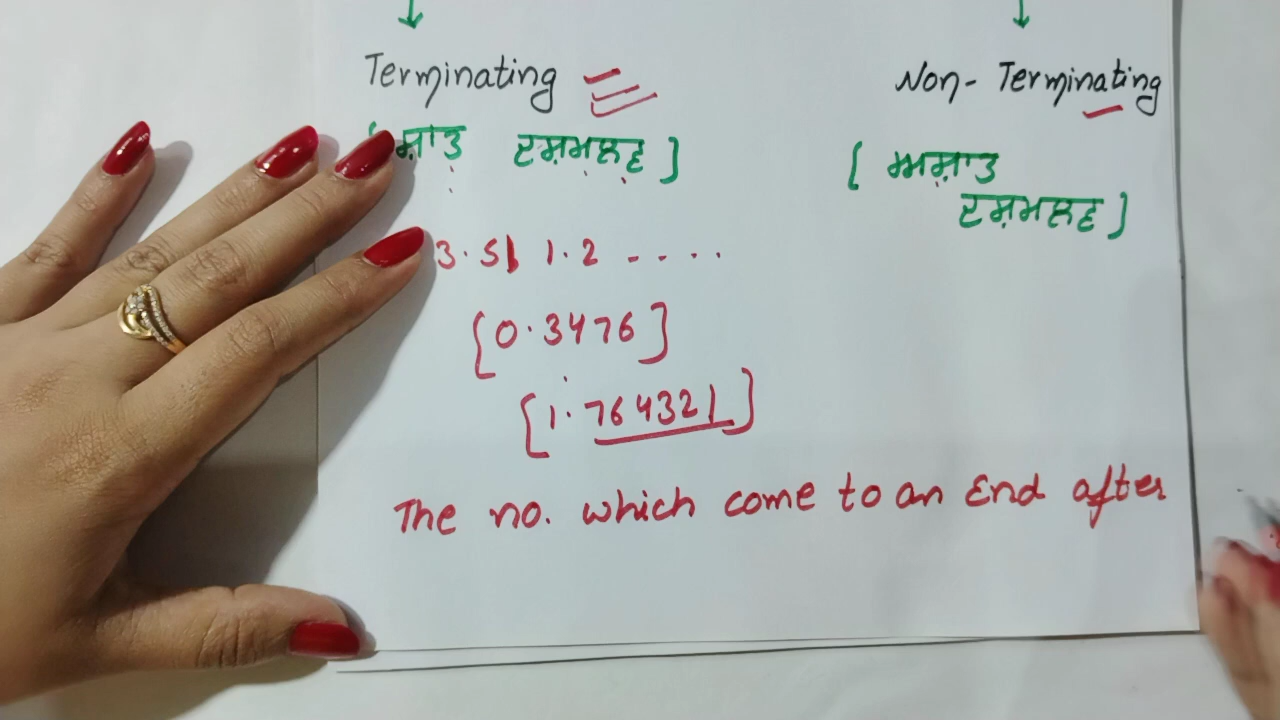 Terminating
ਸ਼ਾਤ ਦਸ਼ਮਲਵ ]
3.5 1.2 ----
[0.3476]
[1.764321]
The no. which come to an End after
Non- Terminating
[ ਅਸ਼ਾਤ
ਦਸ਼ਮਲਵ ]